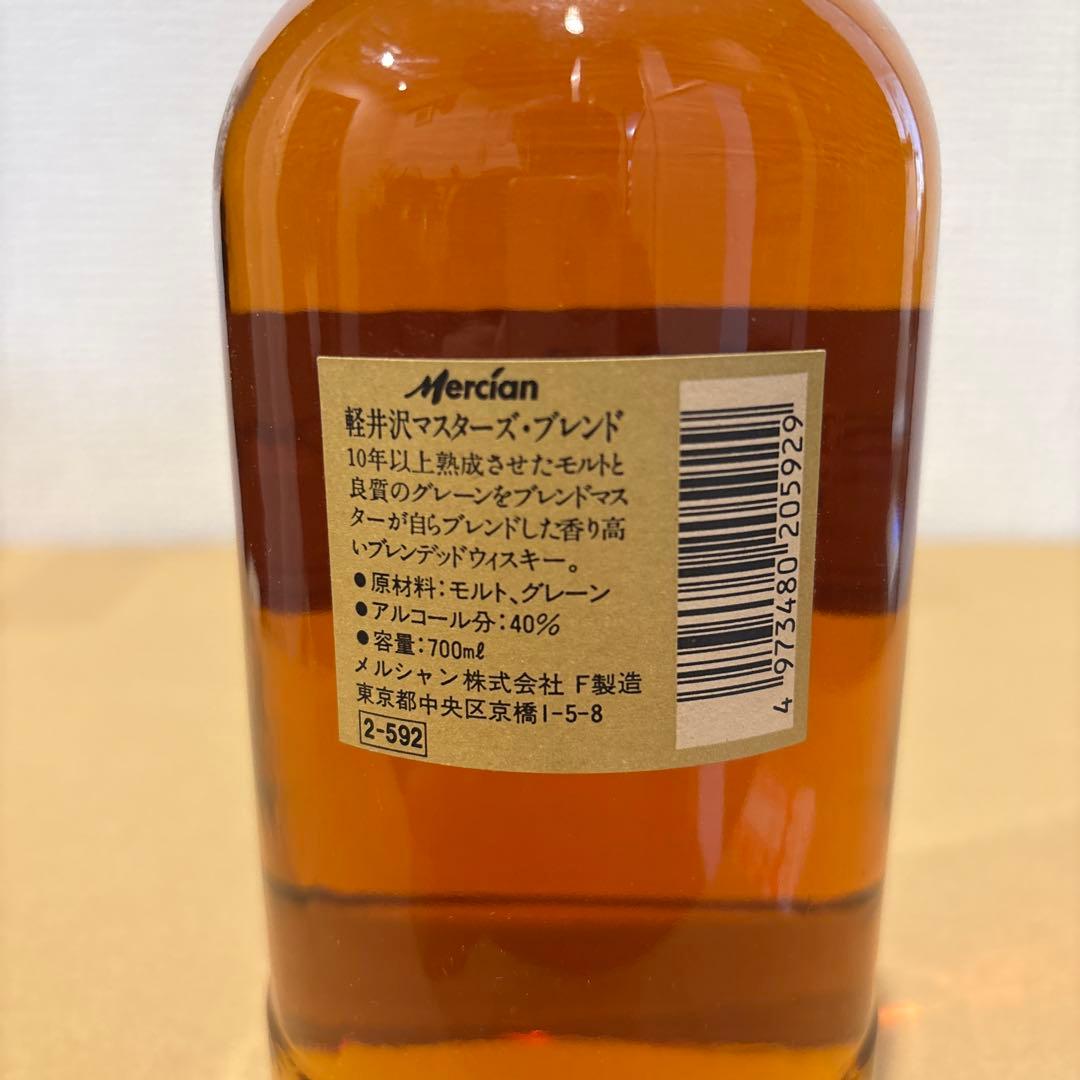 Mercian
軽井沢マスターズ・ブレンド
10年以上熟成させたモルトと
良質のグレーンをブレンドマス
ターが自らブレンドした香り高
いブレンデッドウィスキー。
●原材料:モルト、グレーン
●アルコール分:40%
●容量:700mℓ
メルシャン株式会社 F製造
東京都中央区京橋1-5-8
2-592
4 973480 205929